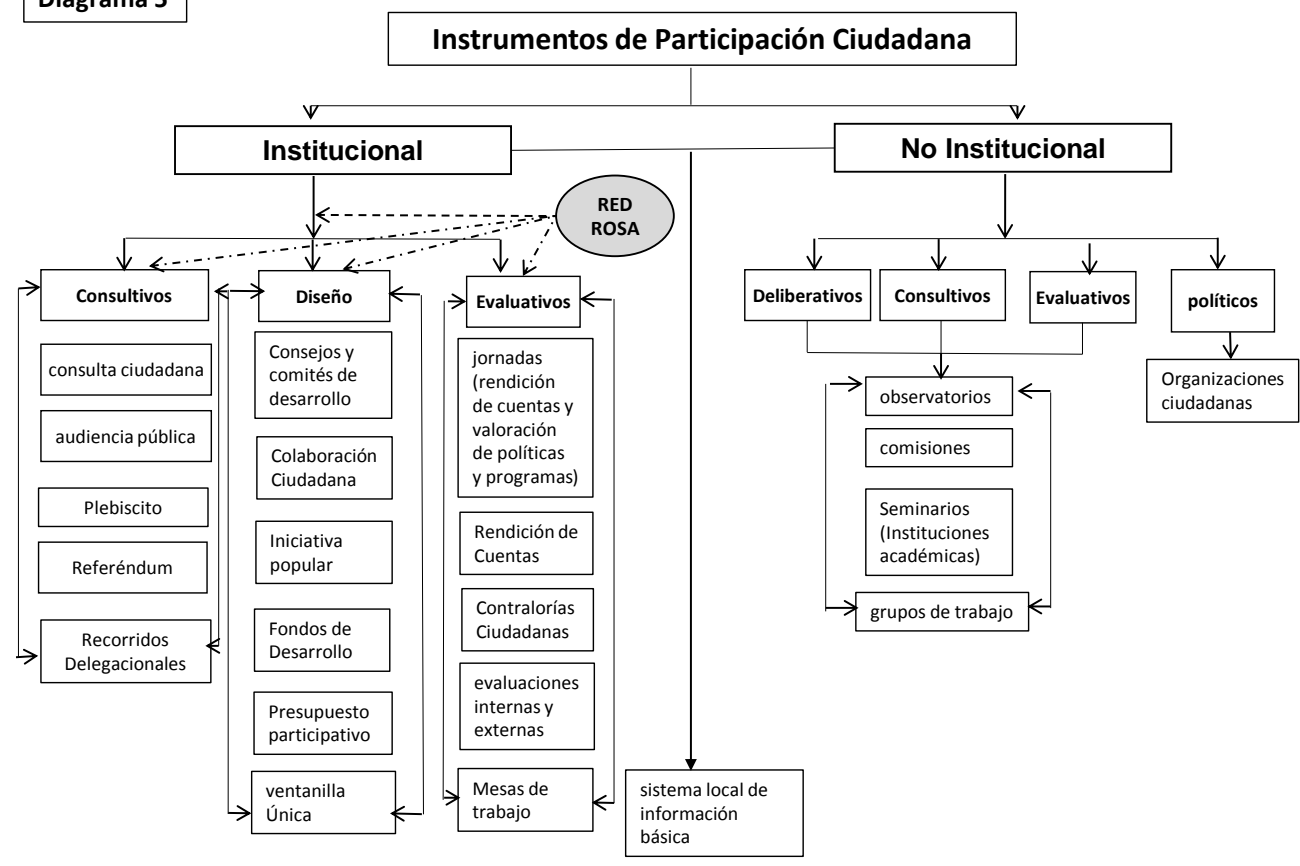 Diagrama 5
Instrumentos de Participación Ciudadana
Institucional
No Institucional
RED
ROSA
Consultivos
Diseño
Evaluativos
Deliberativos
Consultivos
Evaluativos
políticos
consulta ciudadana
audiencia pública
Plebiscito
Referéndum
Recorridos
Delegacionales
Consejos y
comités de
desarrollo
Colaboración
Ciudadana
Iniciativa
popular
Fondos de
Desarrollo
Presupuesto
participativo
ventanilla
Única
jornadas
(rendición
de cuentas y
valoración
de políticas
y programas)
Rendición de
Cuentas
Contralorías
Ciudadanas
evaluaciones
internas y
externas
Mesas de
trabajo
sistema local de
información
básica
observatorios
comisiones
Seminarios
(Instituciones
académicas)
grupos de trabajo
Organizaciones
ciudadanas